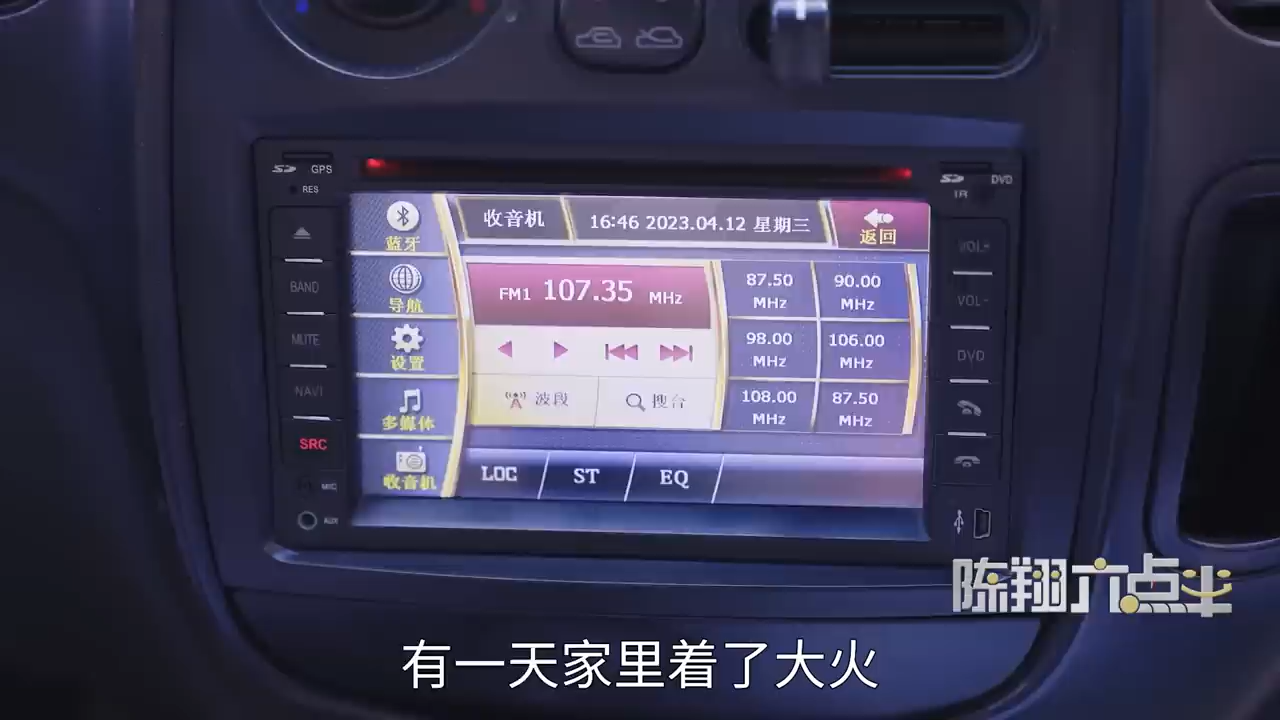 GPS
RES
BAND
MUTE
NAVI
SRC
MIC
AUX
蓝牙
导航
设置
多媒体
收音机
收音机
16:46 2023.04.12 星期三
返回
FM1 107.35 MHz
波段
搜台
87.50 MHz
90.00 MHz
98.00 MHz
106.00 MHz
108.00 MHz
87.50 MHz
LOC
ST
EQ
DVD
IR
VOL+
VOL-
DVD
陈翔六点半
有一天家里着了大火